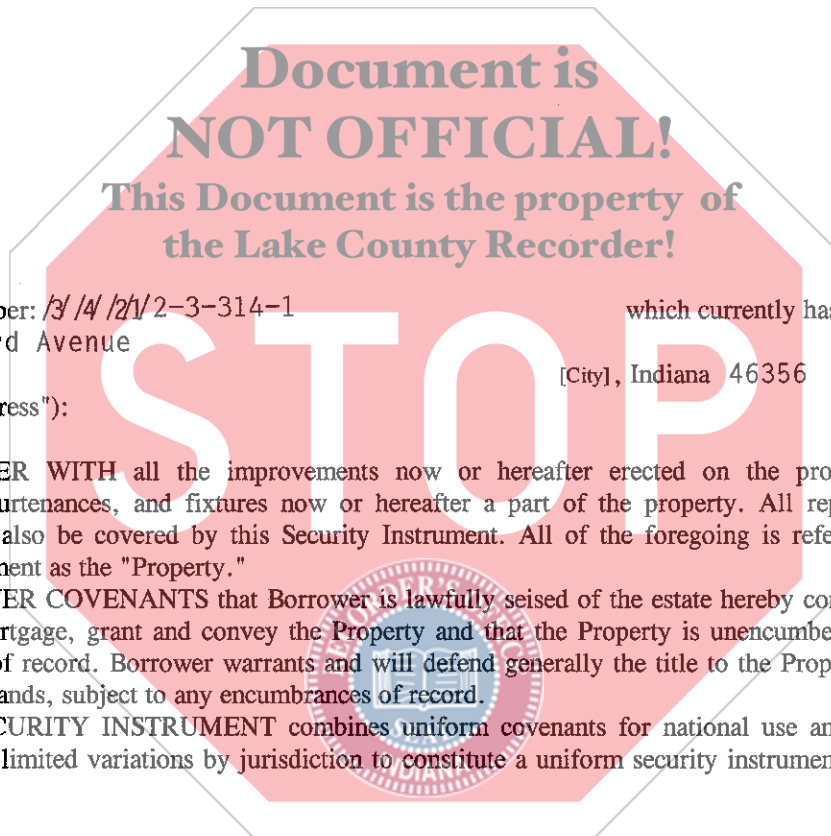 Document is
NOT OFFICIAL!
This Document is the property of
the Lake County Recorder!
ber: /3/ /4/ /2/1/ 2-3-314-1 which currently has
rd Avenue
[City], Indiana 46356
ress"):
ER WITH all the improvements now or hereafter erected on the pro
urtenances, and fixtures now or hereafter a part of the property. All rep
also be covered by this Security Instrument. All of the foregoing is refe
ment as the "Property."
ER COVENANTS that Borrower is lawfully seised of the estate hereby con
rtgage, grant and convey the Property and that the Property is unencumbe
of record. Borrower warrants and will defend generally the title to the Prop
ands, subject to any encumbrances of record.
CURITY INSTRUMENT combines uniform covenants for national use an
limited variations by jurisdiction to constitute a uniform security instrumen
STOP
SEAL
INDIANA